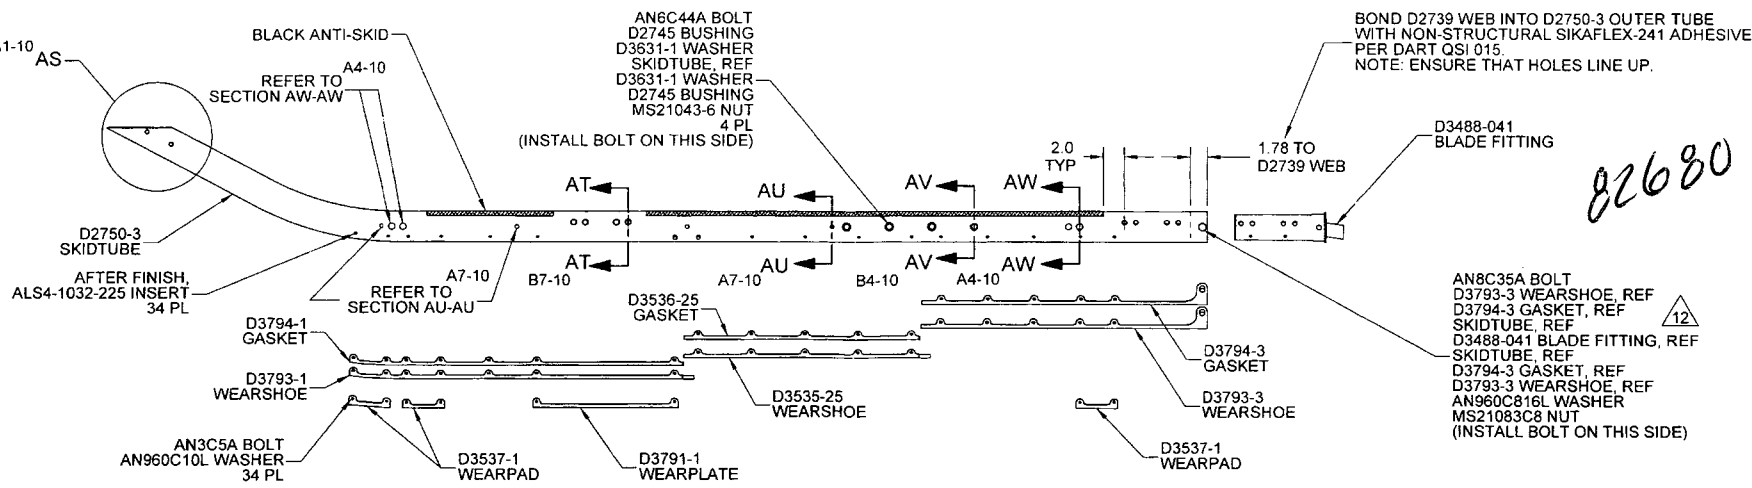 A1-10
AS
BLACK ANTI-SKID
A4-10
REFER TO
SECTION AW-AW
AN6C44A BOLT
D2745 BUSHING
D3631-1 WASHER
SKIDTUBE, REF
D3631-1 WASHER
D2745 BUSHING
MS21043-6 NUT
4 PL
(INSTALL BOLT ON THIS SIDE)
BOND D2739 WEB INTO D2750-3 OUTER TUBE
WITH NON-STRUCTURAL SIKAFLEX-241 ADHESIVE
PER DART QSI 015.
NOTE: ENSURE THAT HOLES LINE UP.
2.0
TYP
1.78 TO
D2739 WEB
D3488-041
BLADE FITTING
82680
AT
AU
AV
AW
D2750-3
SKIDTUBE
AFTER FINISH,
ALS4-1032-225 INSERT
34 PL
A7-10
REFER TO
SECTION AU-AU
AT
B7-10
AU
A7-10
AV
B4-10
AW
A4-10
D3794-1
GASKET
D3793-1
WEARSHOE
AN3C5A BOLT
AN960C10L WASHER
34 PL
D3537-1
WEARPAD
D3791-1
WEARPLATE
D3536-25
GASKET
D3535-25
WEARSHOE
D3794-3
GASKET
D3793-3
WEARSHOE
D3537-1
WEARPAD
AN8C35A BOLT
D3793-3 WEARSHOE, REF
D3794-3 GASKET, REF
SKIDTUBE, REF
D3488-041 BLADE FITTING, REF
SKIDTUBE, REF
D3794-3 GASKET, REF
D3793-3 WEARSHOE, REF
AN960C816L WASHER
MS21083C8 NUT
(INSTALL BOLT ON THIS SIDE)
12